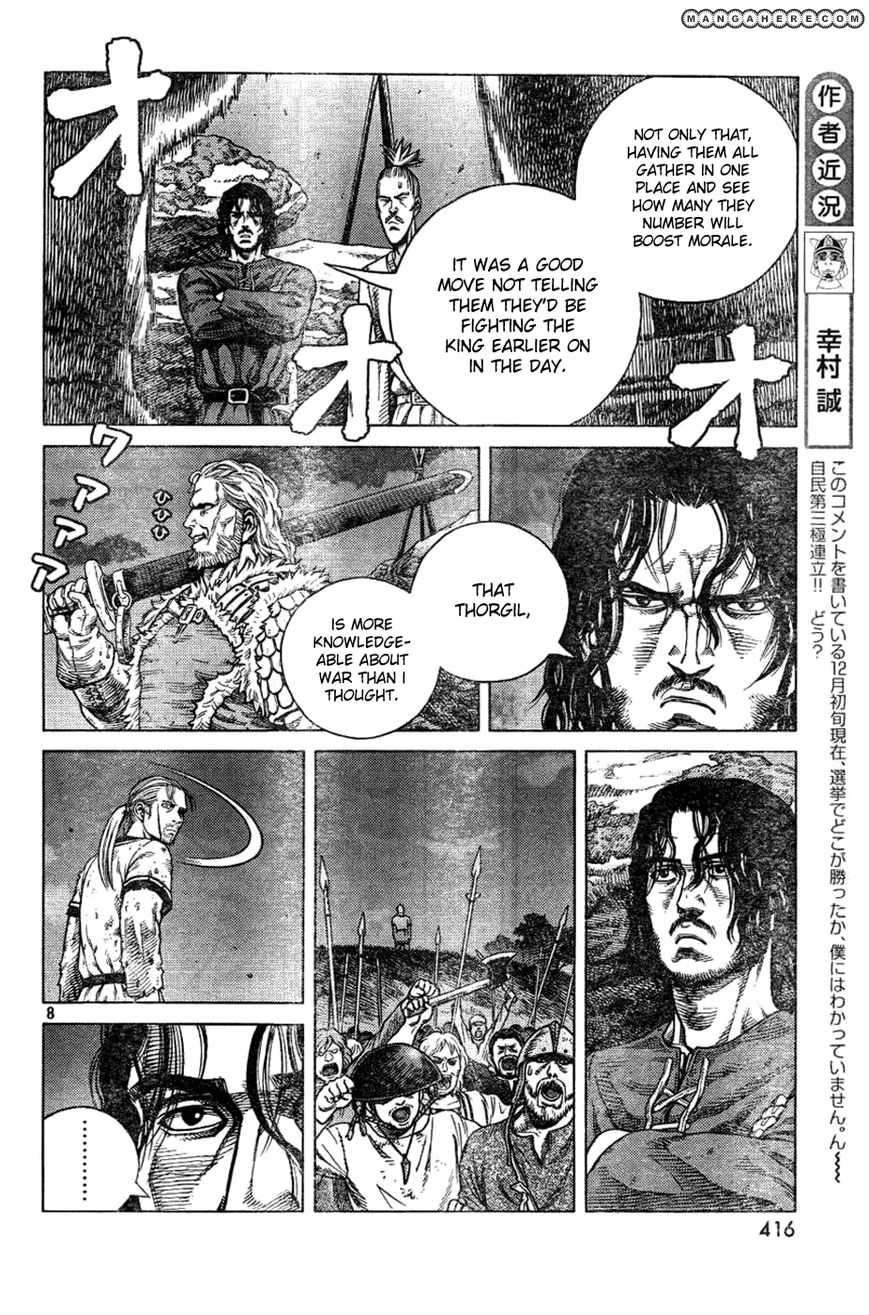 MANGAHERE.COM
オ
オ
オ
NOT ONLY THAT,
HAVING THEM ALL
GATHER IN ONE
PLACE AND SEE
HOW MANY THEY
NUMBER WILL
BOOST MORALE.
IT WAS A GOOD
MOVE NOT TELLING
THEM THEY'D BE
FIGHTING THE
KING EARLIER ON
IN THE DAY.
作者近況
幸村誠
このコメントを書いている12月初旬現在、選挙でどこが勝ったか、僕にはわかっていません。ん〜〜
自民第三極連立!! どう?
THAT
THORGIL,
IS MORE
KNOWLEDGE-
ABLE ABOUT
WAR THAN I
THOUGHT.
ワアアア
ひひひ
8
………
416